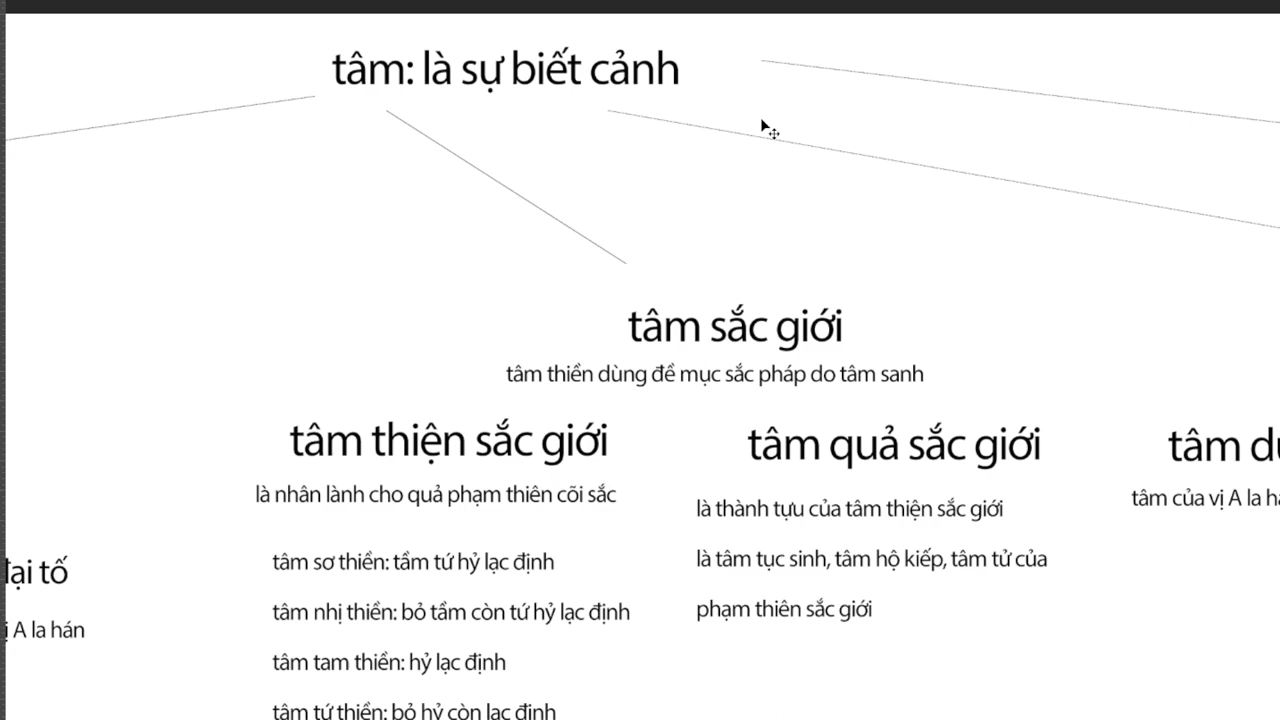 tâm: là sự biết cảnh
tâm sắc giới
tâm thiền dùng đề mục sắc pháp do tâm sanh
tâm thiện sắc giới
là nhân lành cho quả phạm thiên cõi sắc
tâm sơ thiền: tầm tứ hỷ lạc định
tâm nhị thiền: bỏ tầm còn tứ hỷ lạc định
tâm tam thiền: hỷ lạc định
tâm tứ thiền: bỏ hỷ còn lạc định
tâm quả sắc giới
là thành tựu của tâm thiện sắc giới
là tâm tục sinh, tâm hộ kiếp, tâm tử của
phạm thiên sắc giới
tâm
tâm của vị A la
tố
A la hán